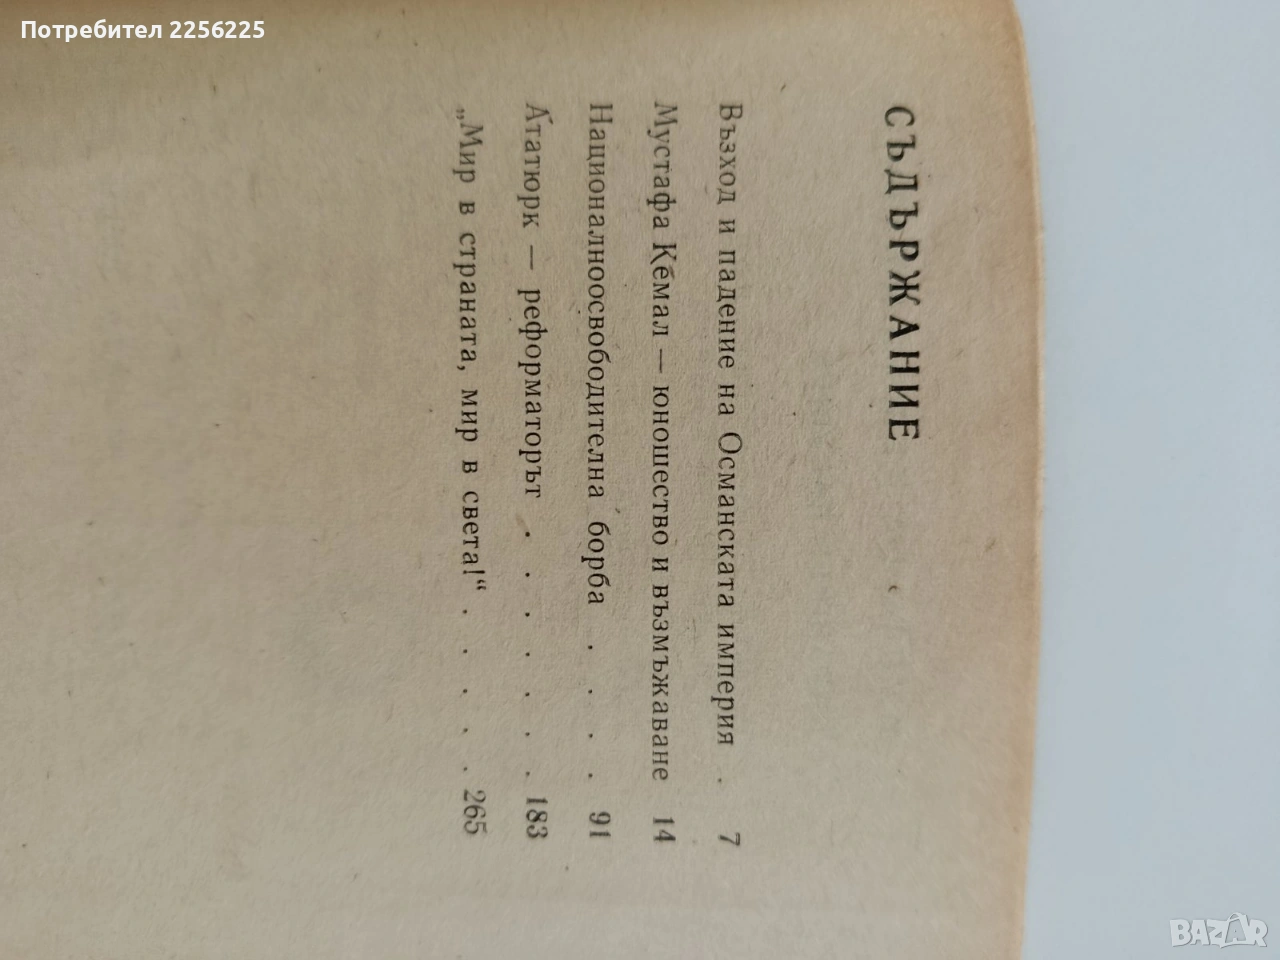 Потребител 2256225
СЪДЪРЖАНИЕ
Възход и падение на Османската империя . 7
Мустафа Кемал — юношество и възмъжаване 14
Националноосвободителна борба . . . . 91
Ататюрк — реформаторът . . . . . . . 183
„Мир в страната, мир в света!“ . . . . . 265
BAZAR